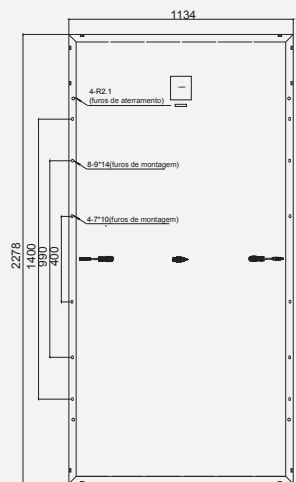 1134
4-R2.1
(furos de aterramento)
8-9*14(furos de montagem)
4-7*10(furos de montagem)
2278
1400
990
400